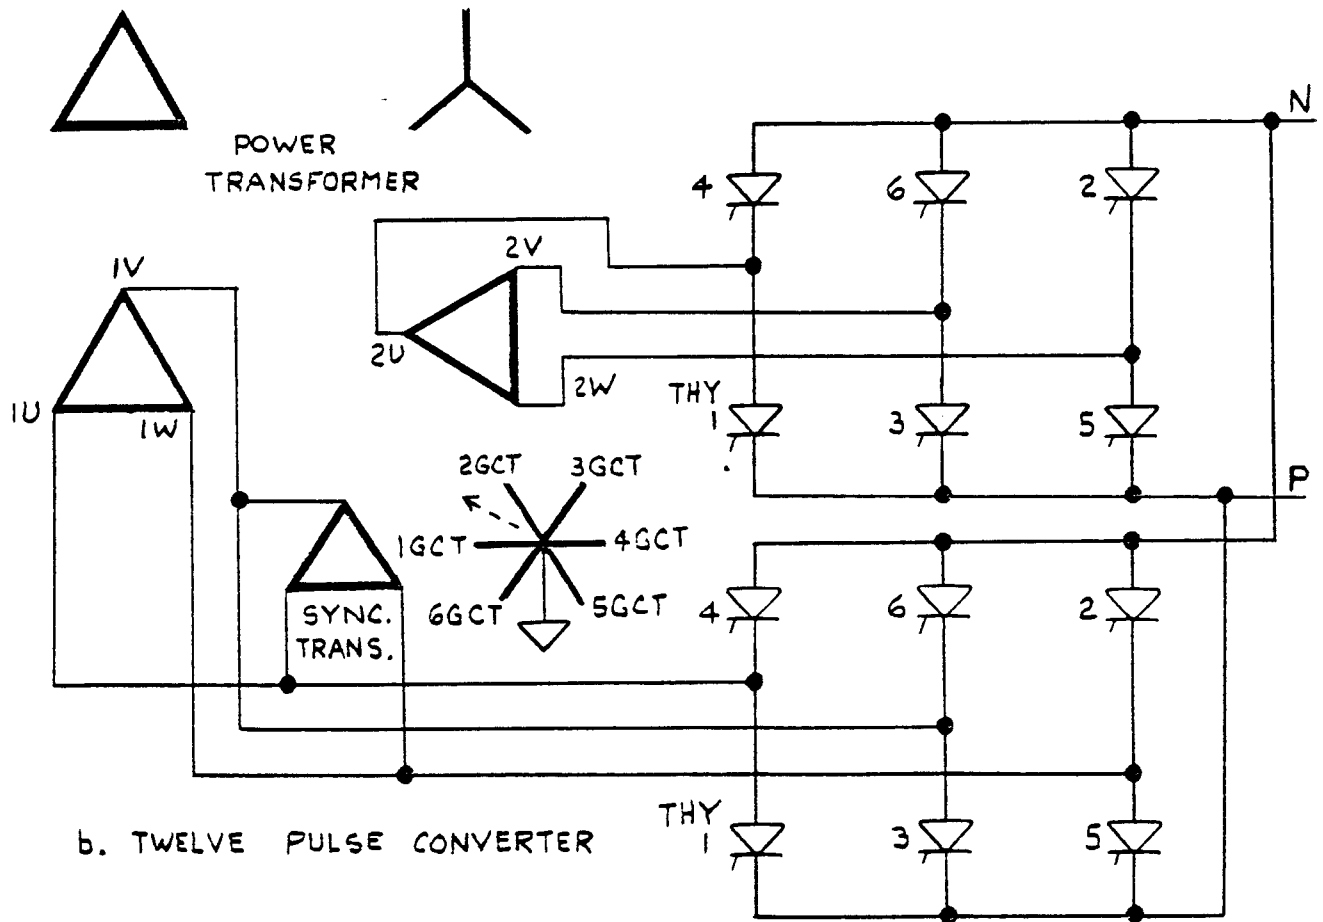 N
POWER
TRANSFORMER
4
6
2
2V
1V
2U
2W
THY
1
3
5
1U
1W
2GCT
3GCT
P
1GCT
4GCT
6GCT
5GCT
SYNC.
TRANS.
4
6
2
THY
1
3
5
b. TWELVE PULSE CONVERTER